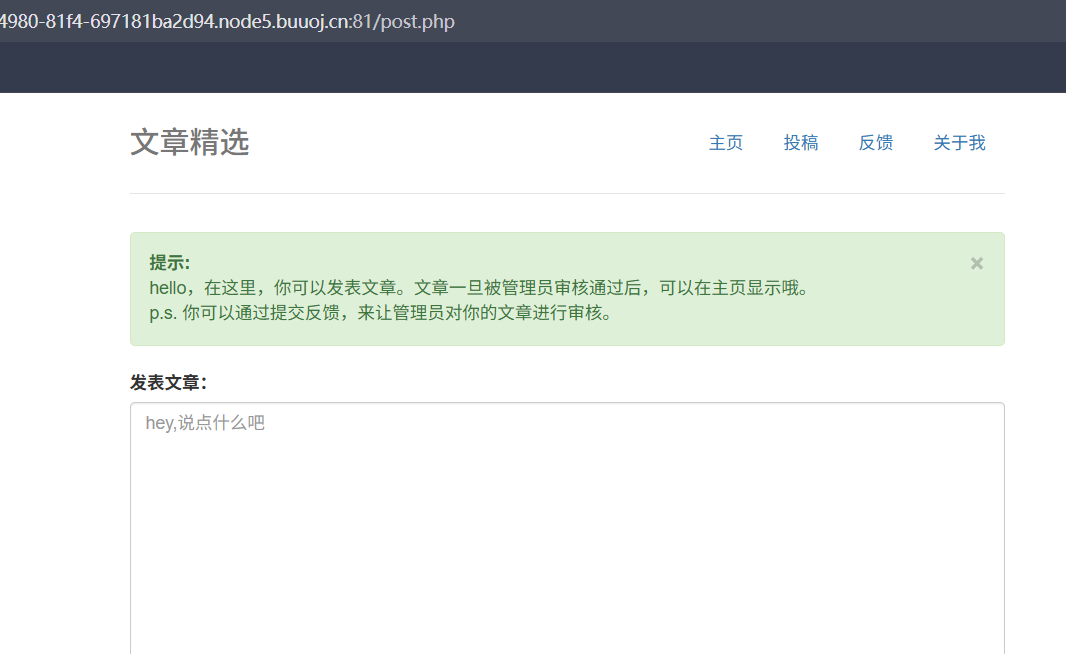 4980-81f4-697181ba2d94.node5.buuoj.cn:81/post.php
文章精选
主页 投稿 反馈 关于我
提示: ×
hello，在这里，你可以发表文章。文章一旦被管理员审核通过后，可以在主页显示哦。
p.s. 你可以通过提交反馈，来让管理员对你的文章进行审核。
发表文章：
hey,说点什么吧